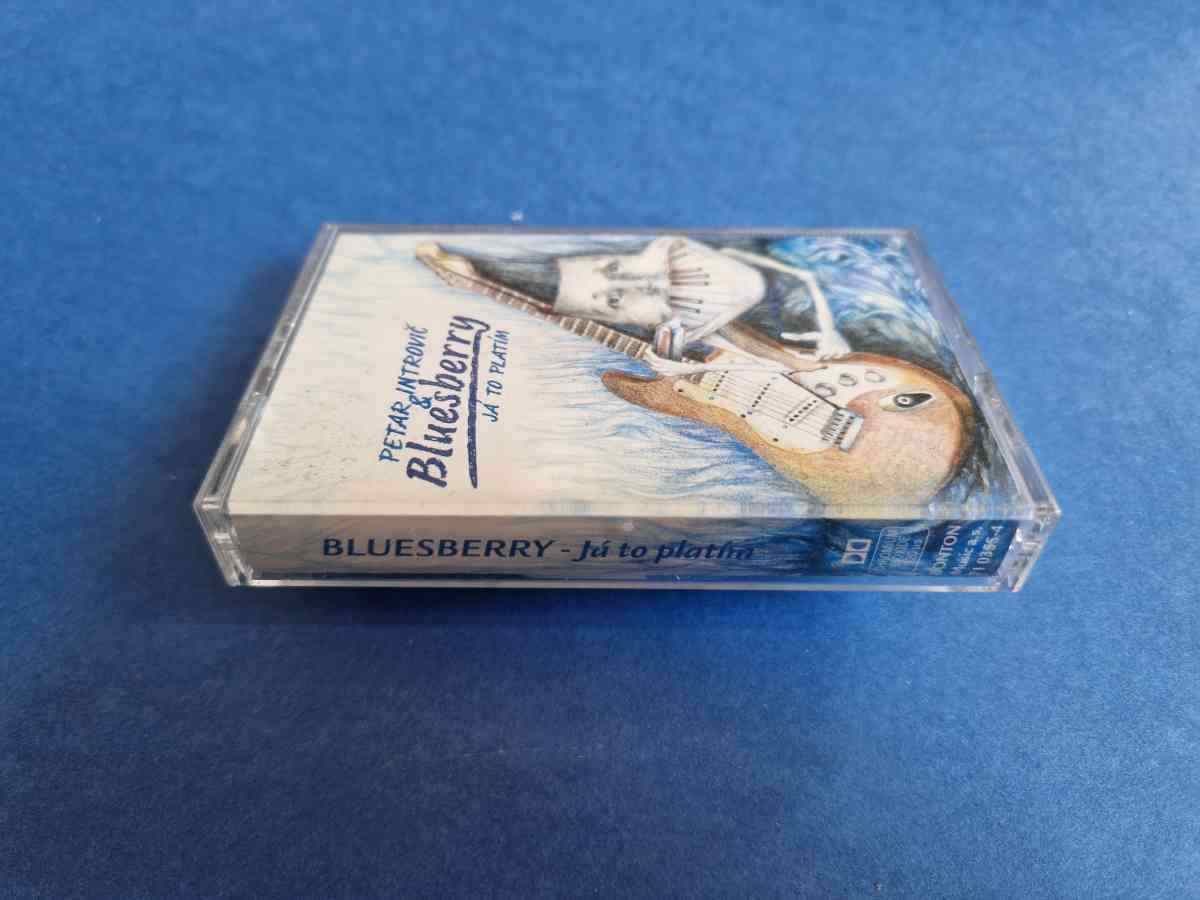 PETAR INTROVIČ
&
Bluesberry
JÁ TO PLATÍM
BLUESBERRY - Já to platím
BONTON